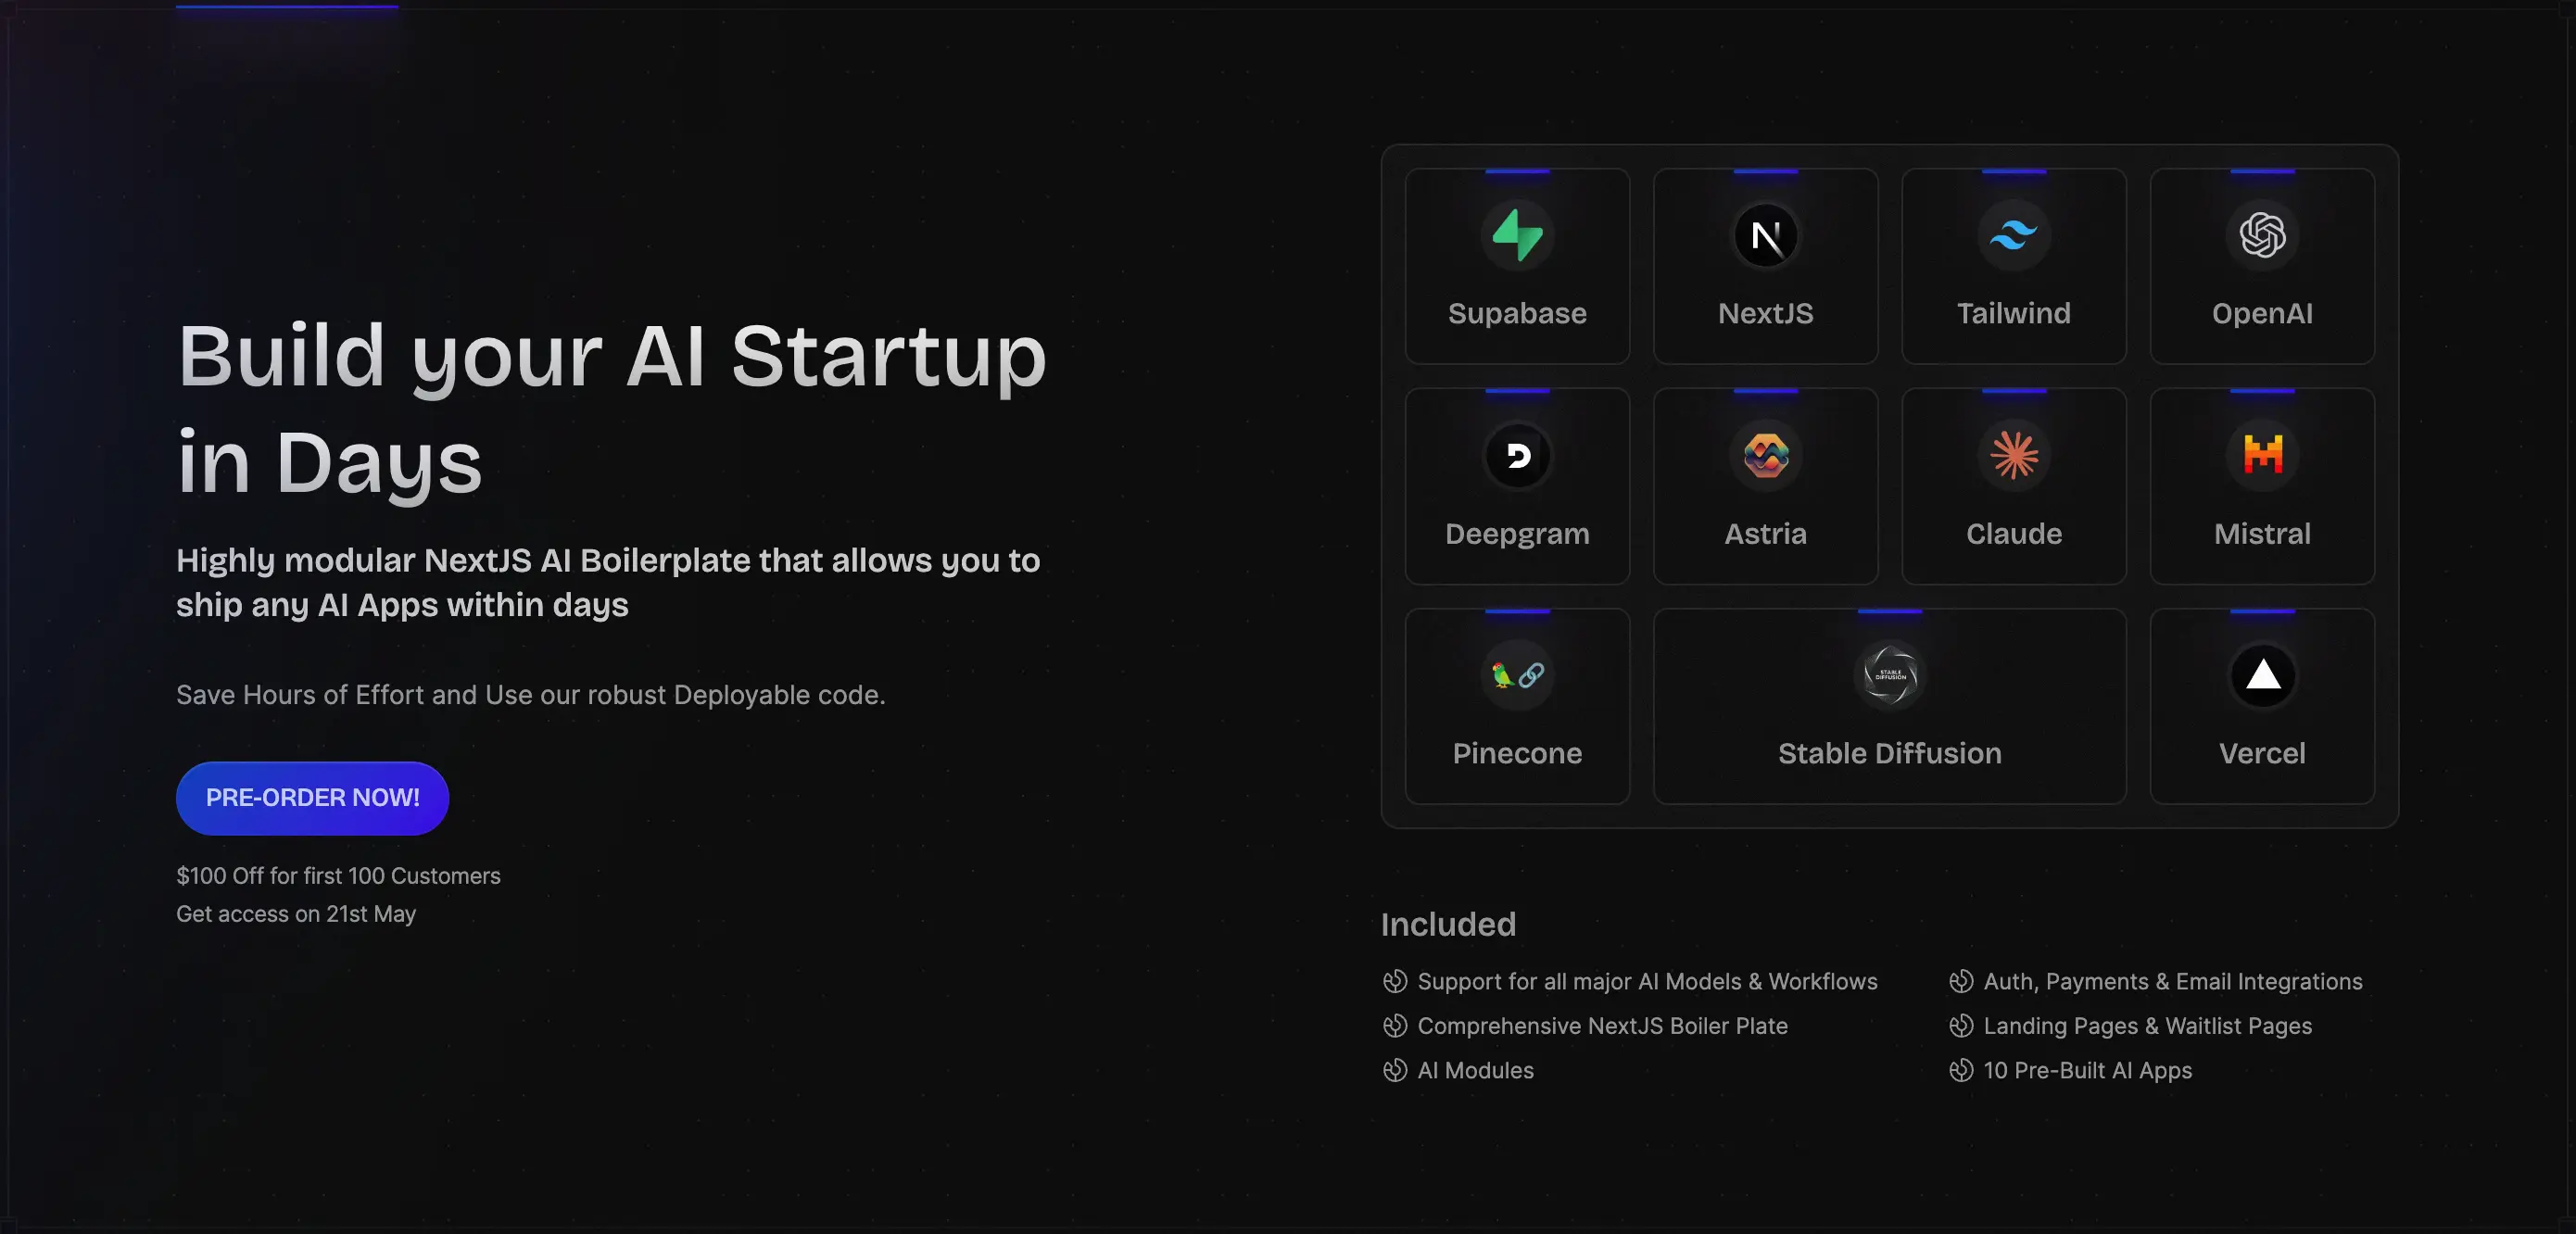 Build your AI Startup
in Days
Highly modular NextJS AI Boilerplate that allows you to
ship any AI Apps within days
Save Hours of Effort and Use our robust Deployable code.
PRE-ORDER NOW!
$100 Off for first 100 Customers
Get access on 21st May
Supabase
NextJS
Tailwind
OpenAI
Deepgram
Astria
Claude
Mistral
Pinecone
STABLE
DIFFUSION
Stable Diffusion
Vercel
Included
Support for all major AI Models & Workflows
Comprehensive NextJS Boiler Plate
AI Modules
Auth, Payments & Email Integrations
Landing Pages & Waitlist Pages
10 Pre-Built AI Apps